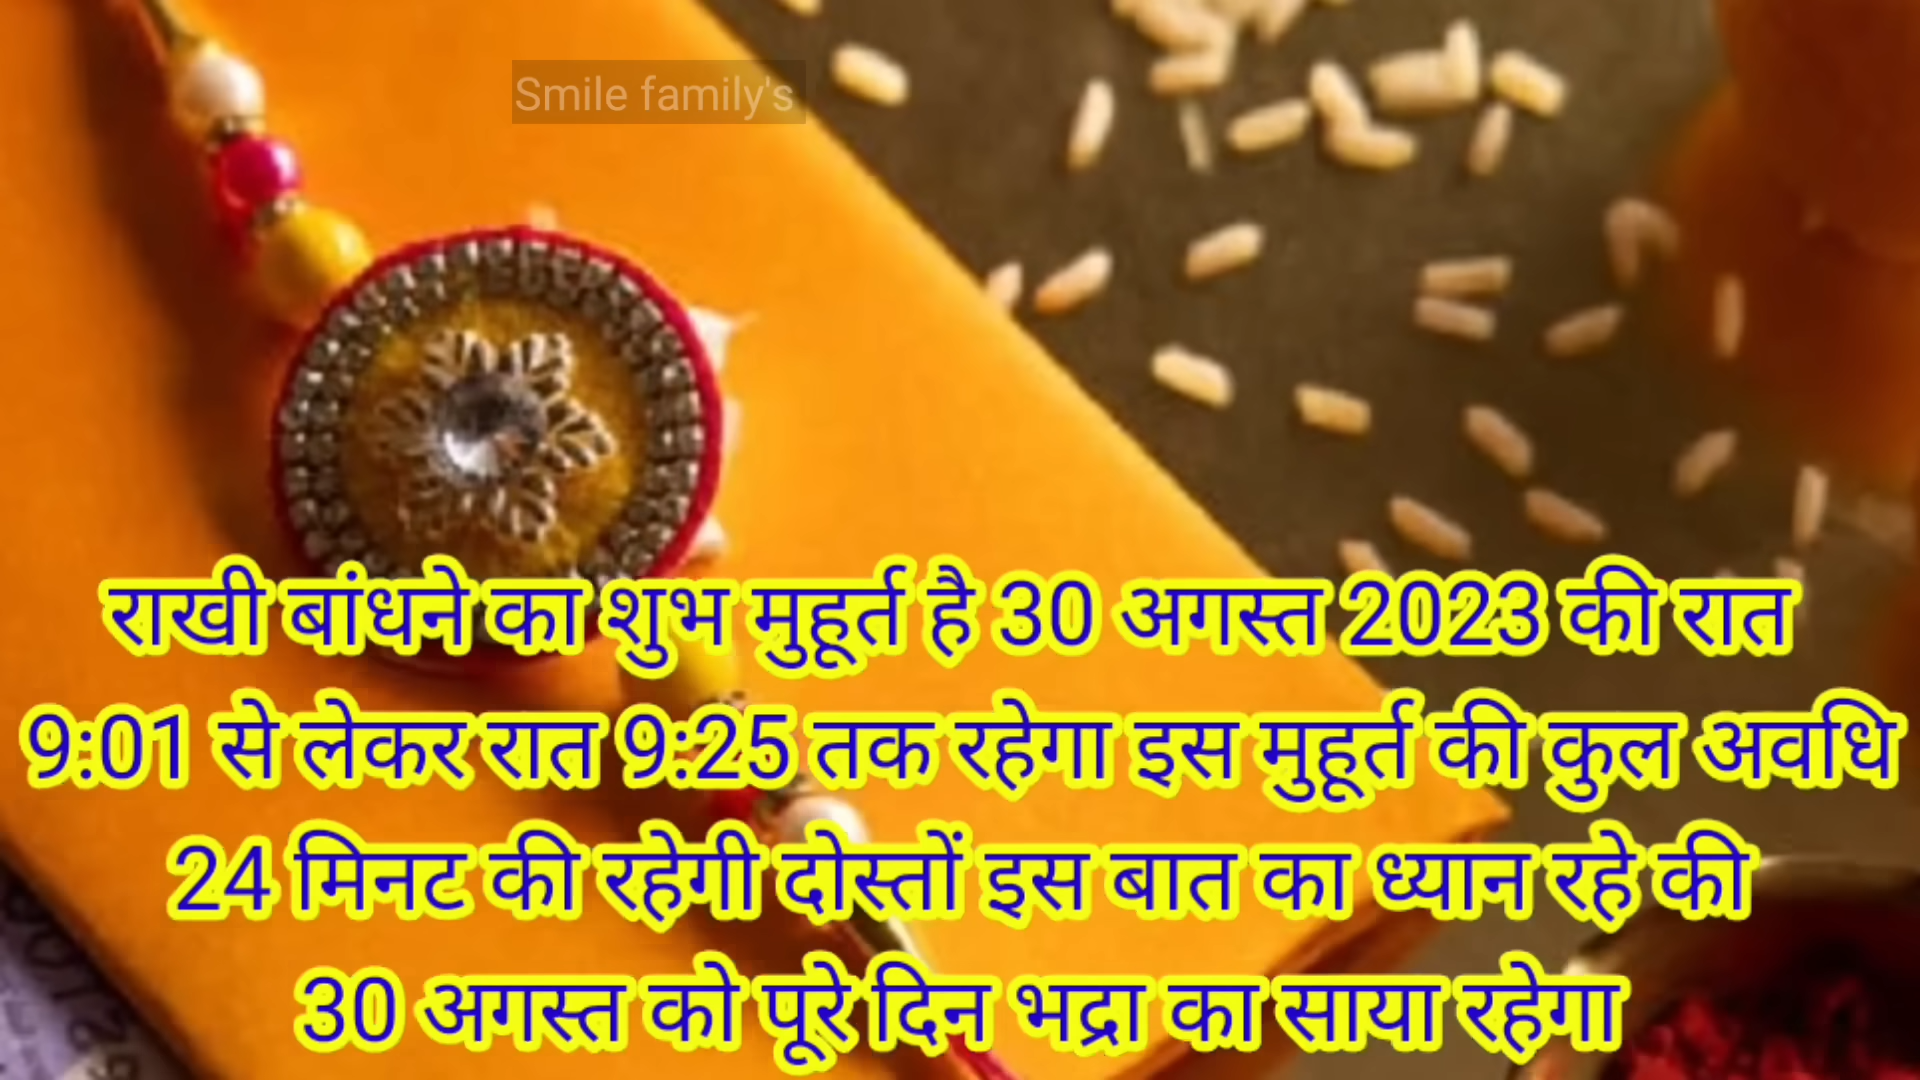 Smile family's
राखी बांधने का शुभ मुहूर्त है 30 अगस्त 2023 की रात
9:01 से लेकर रात 9:25 तक रहेगा इस मुहूर्त की कुल अवधि
24 मिनट की रहेगी दोस्तों इस बात का ध्यान रहे की
30 अगस्त को पूरे दिन भद्रा का साया रहेगा